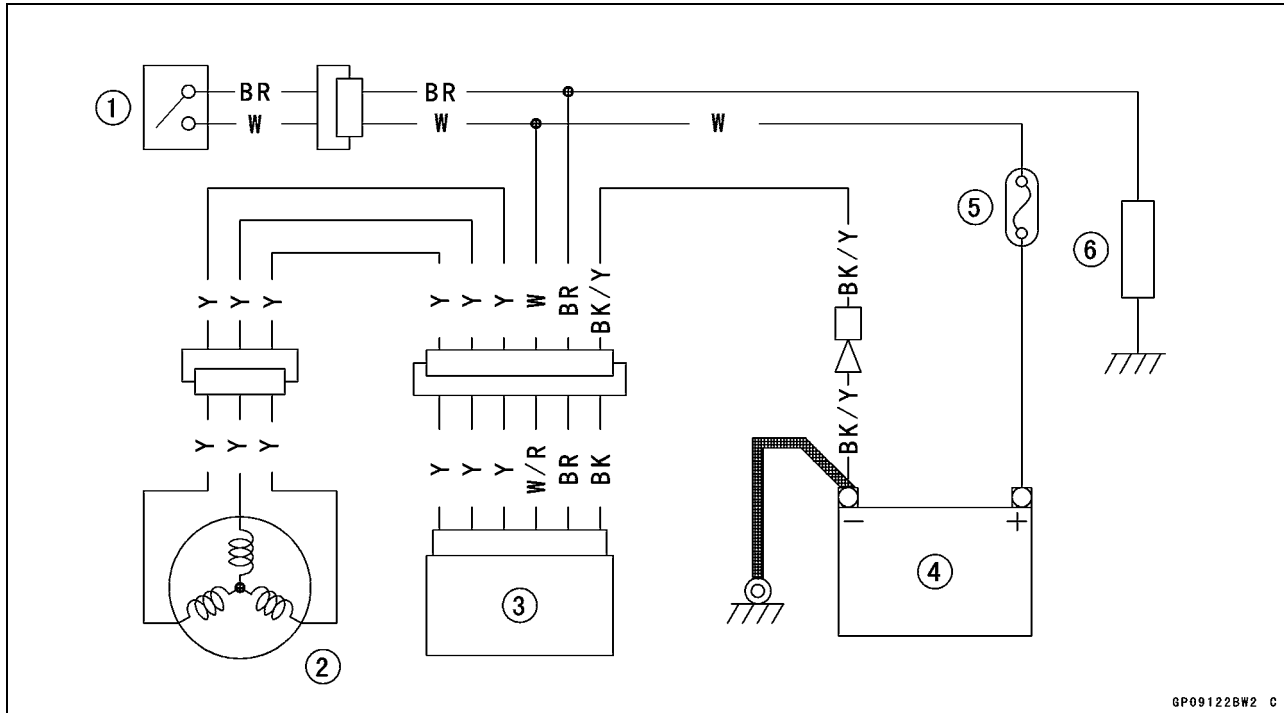 ① BR BR
W W W
⑤
⑥
Y Y Y Y Y Y W BR BK/Y BK/Y
BK/Y
Y Y Y Y Y Y W/R BR BK
− +
③ ④
②
GP09122BW2 C